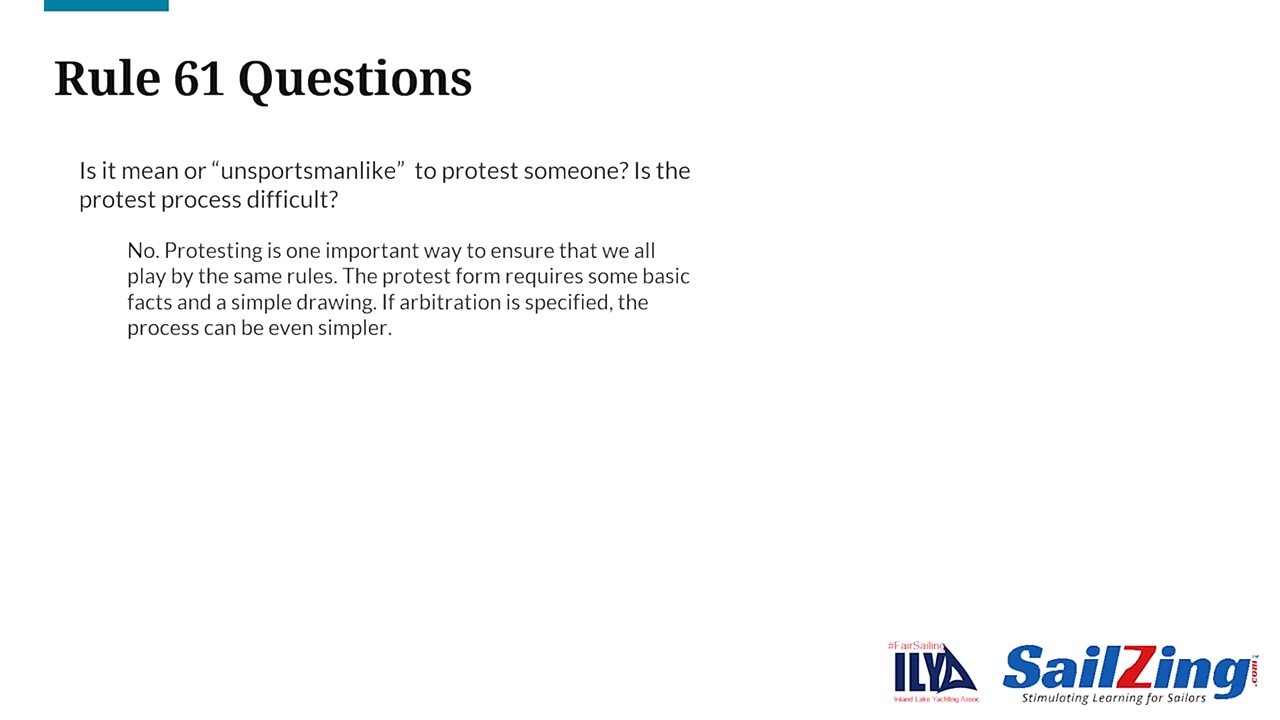 Rule 61 Questions
Is it mean or “unsportsmanlike” to protest someone? Is the
protest process difficult?
No. Protesting is one important way to ensure that we all
play by the same rules. The protest form requires some basic
facts and a simple drawing. If arbitration is specified, the
process can be even simpler.
#FairSailing
ILYA
Inland Lake Yachting Assoc.
SailZing.com
Stimulating Learning for Sailors